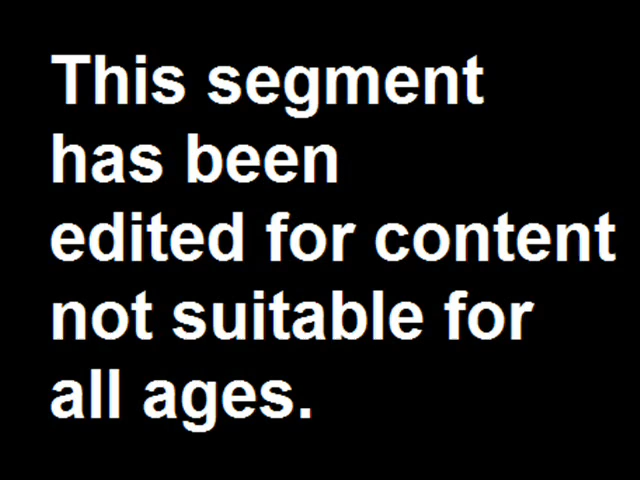 This segment
has been
edited for content
not suitable for
all ages.